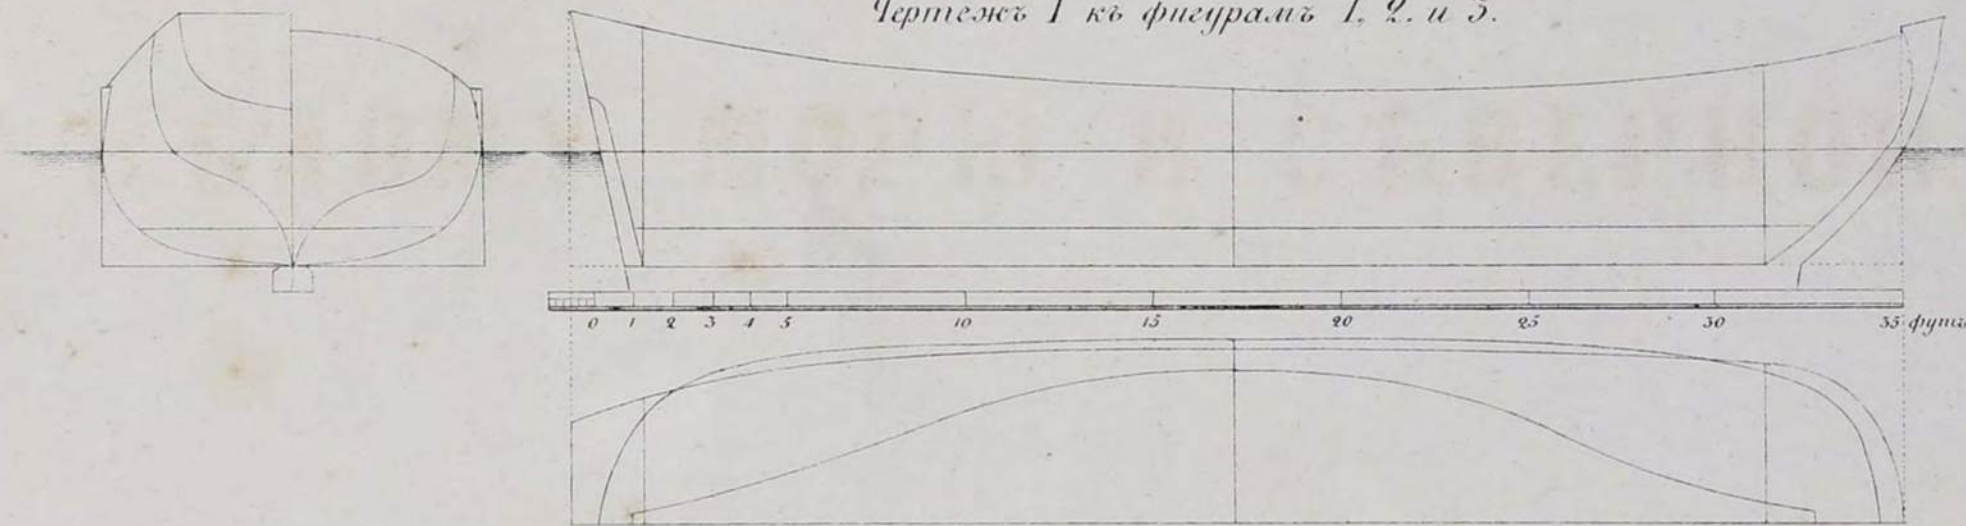 Чертежъ I къ фигурамъ 1, 2. и 3.
0 1 2 3 4 5 10 15 20 25 30 35 футъ